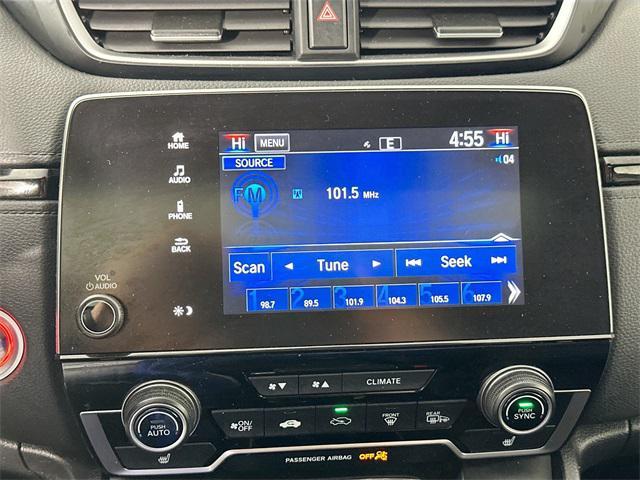 Hi MENU E 4:55 Hi
HOME
SOURCE
04
AUDIO
FM 101.5 MHz
PHONE
BACK
Scan Tune Seek
VOL
AUDIO
1 2 3 4 5 6
98.7 89.5 101.9 104.3 105.5 107.9
CLIMATE
PUSH
AUTO
ON/
OFF
FRONT
REAR
PUSH
SYNC
PASSENGER AIRBAG OFF